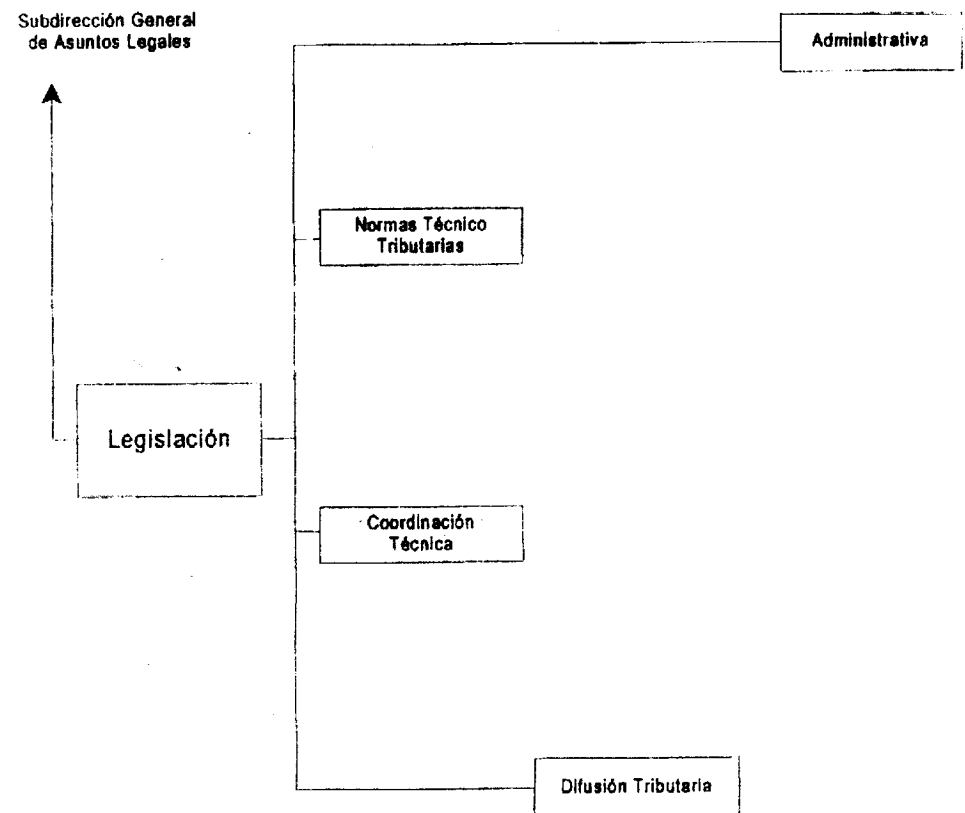 Subdirección General
de Asuntos Legales
Administrativa
Normas Técnico
Tributarias
Legislación
Coordinación
Técnica
Difusión Tributaria